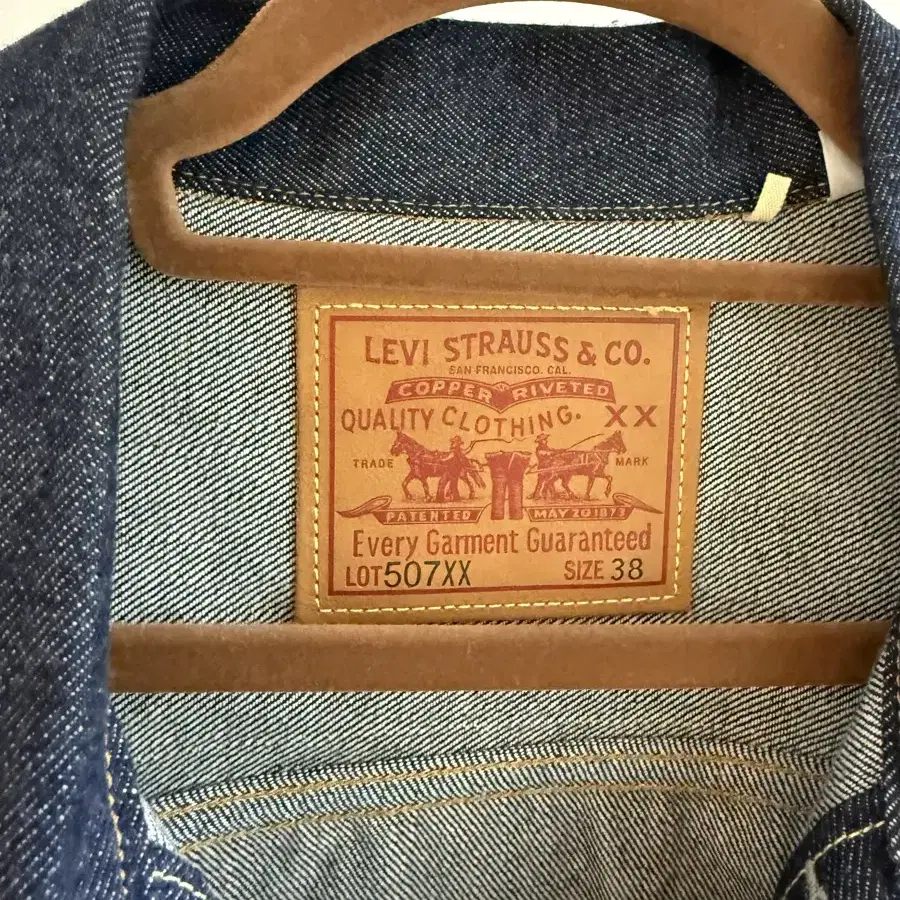 LEVI STRAUSS & CO.
SAN FRANCISCO. CAL.
COPPER RIVETED
QUALITY CLOTHING. XX
TRADE MARK
PATENTED MAY 20 1873
Every Garment Guaranteed
LOT 507XX SIZE 38